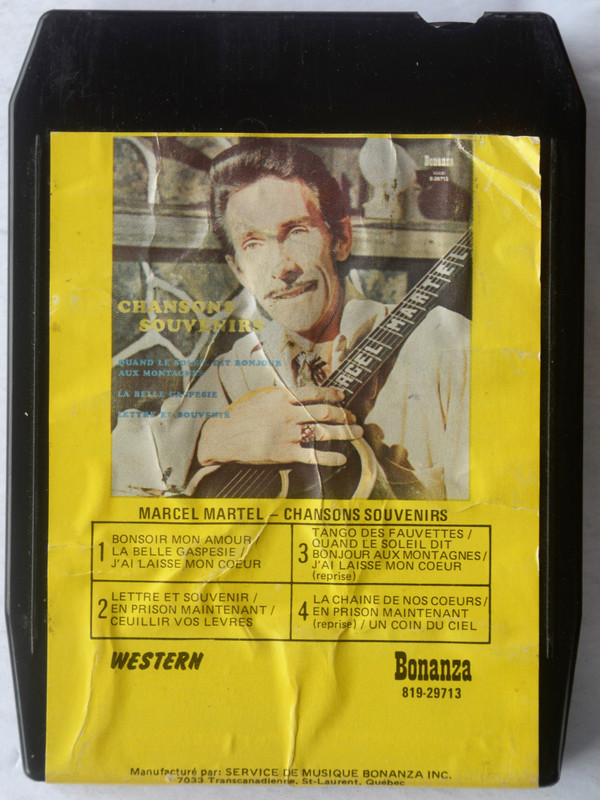 Bonanza
CHANSONS
SOUVENIRS
QUAND LE SOLEIL DIT BONJOUR
AUX MONTAGNES
LA BELLE GASPESIE
LETTRE ET SOUVENIR
MARCEL MARTEL
MARCEL MARTEL – CHANSONS SOUVENIRS
1 BONSOIR MON AMOUR /
LA BELLE GASPESIE /
J'AI LAISSE MON COEUR
2 LETTRE ET SOUVENIR /
EN PRISON MAINTENANT /
CEUILLIR VOS LEVRES
3 TANGO DES FAUVETTES /
QUAND LE SOLEIL DIT
BONJOUR AUX MONTAGNES /
J'AI LAISSE MON COEUR
(reprise)
4 LA CHAINE DE NOS COEURS /
EN PRISON MAINTENANT
(reprise) / UN COIN DU CIEL
WESTERN
Bonanza
819-29713
Manufacturé par: SERVICE DE MUSIQUE BONANZA INC.
7033 Transcanadienne, St-Laurent, Québec